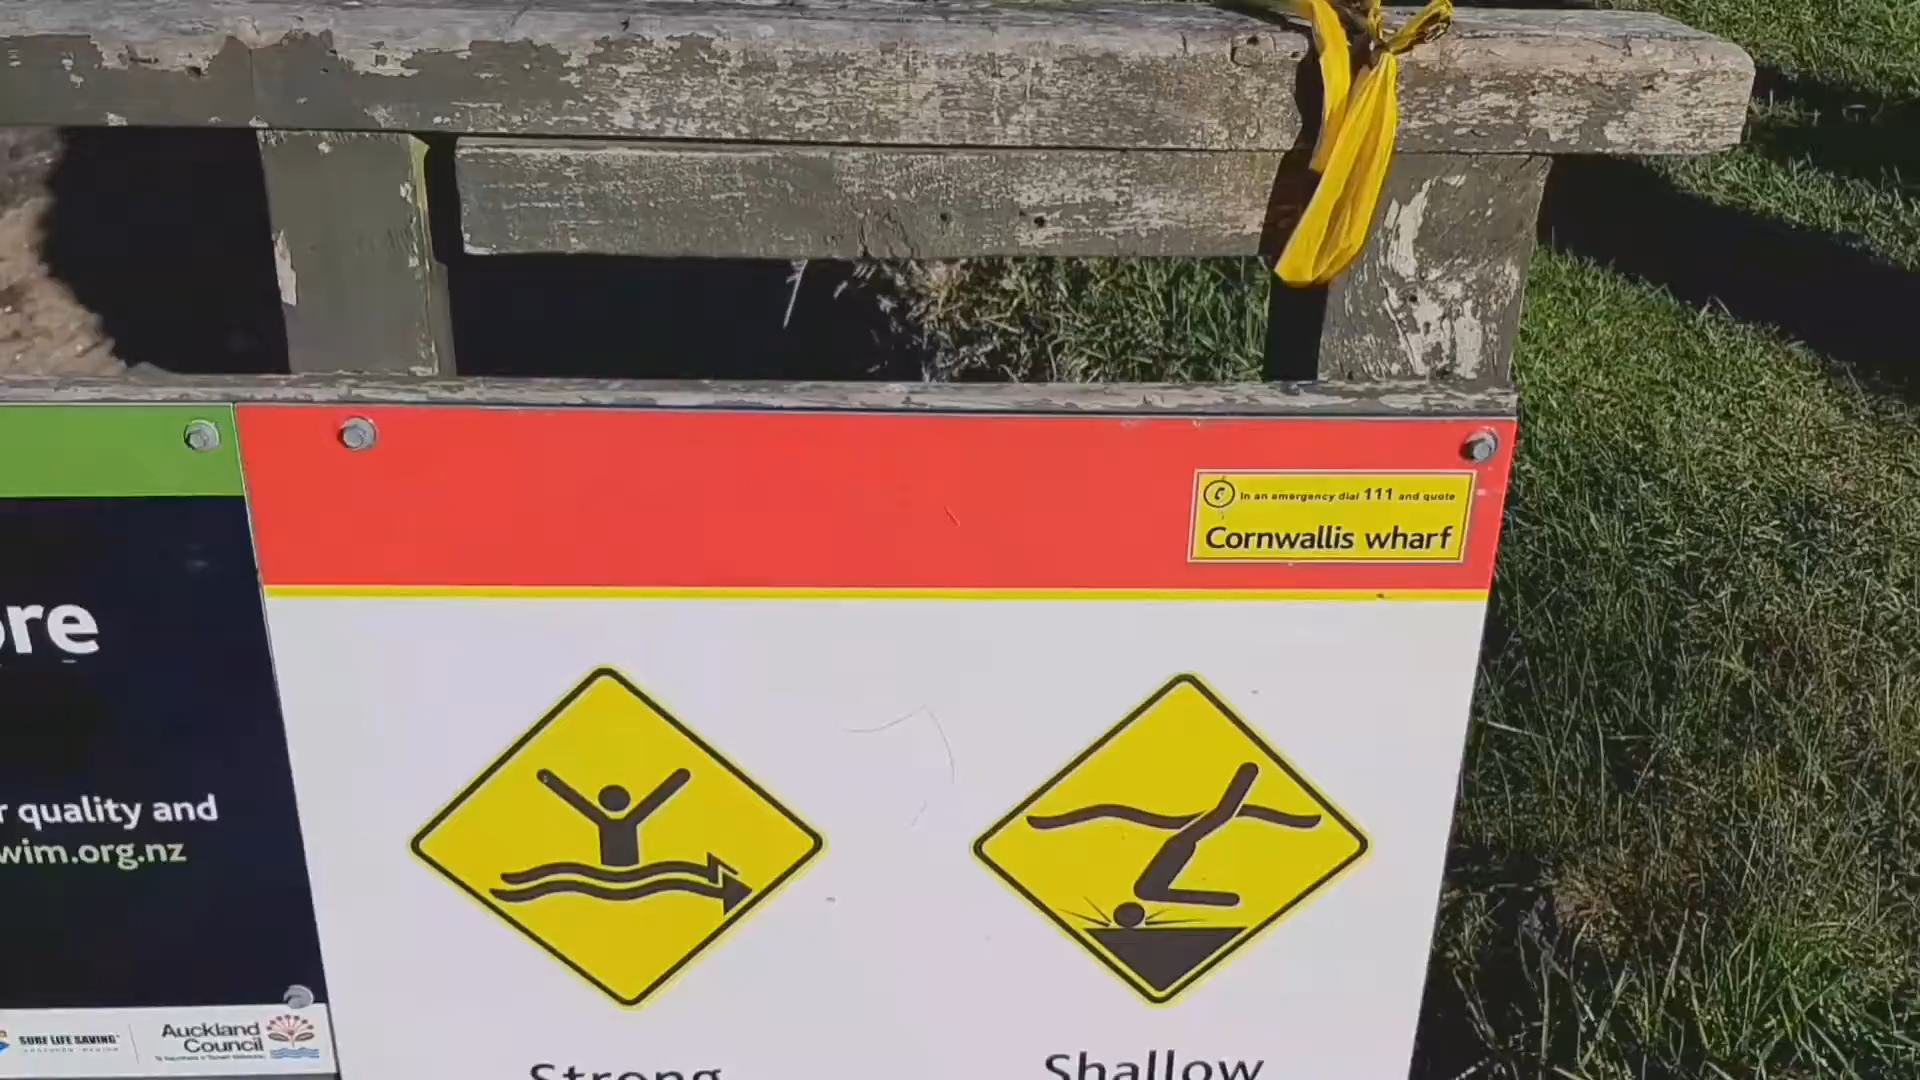 In an emergency dial 111 and quote
Cornwallis wharf
quality and
wim.org.nz
SURF LIFE SAVING
Auckland
Council
Strong
Shallow